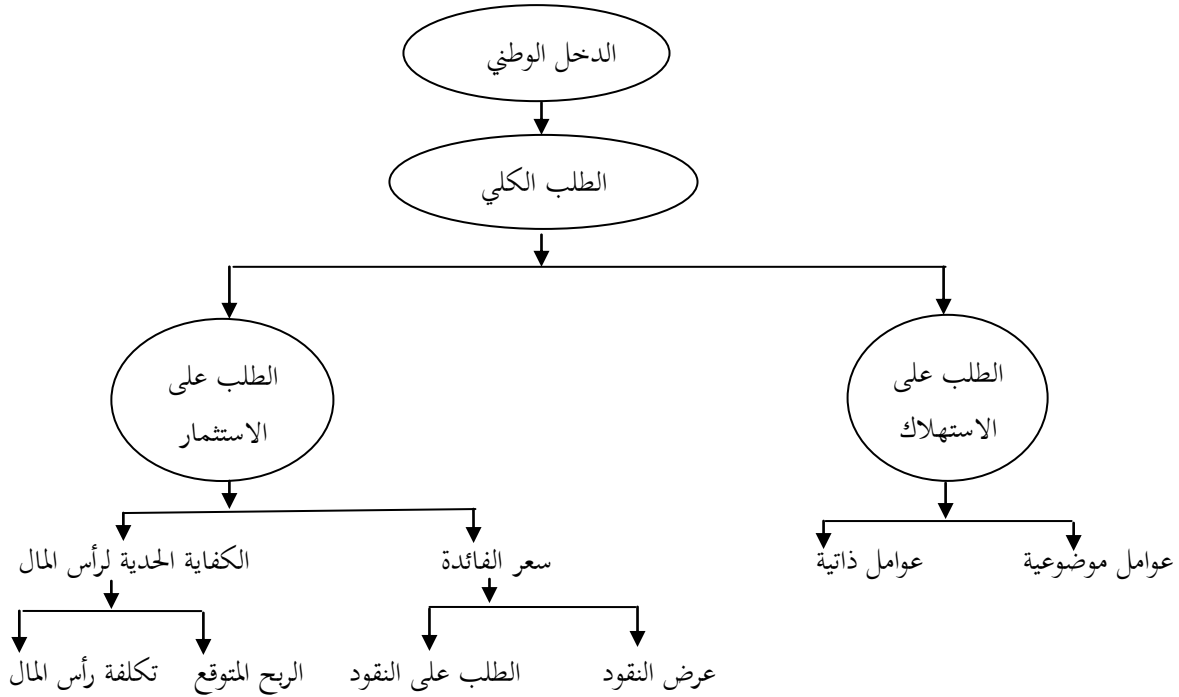 الدخل الوطني
الطلب الكلي
الطلب على
الاستهلاك
الطلب على
الاستثمار
عوامل موضوعية
عوامل ذاتية
سعر الفائدة
الكفاية الحدية لرأس المال
عرض النقود
الطلب على النقود
الربح المتوقع
تكلفة رأس المال